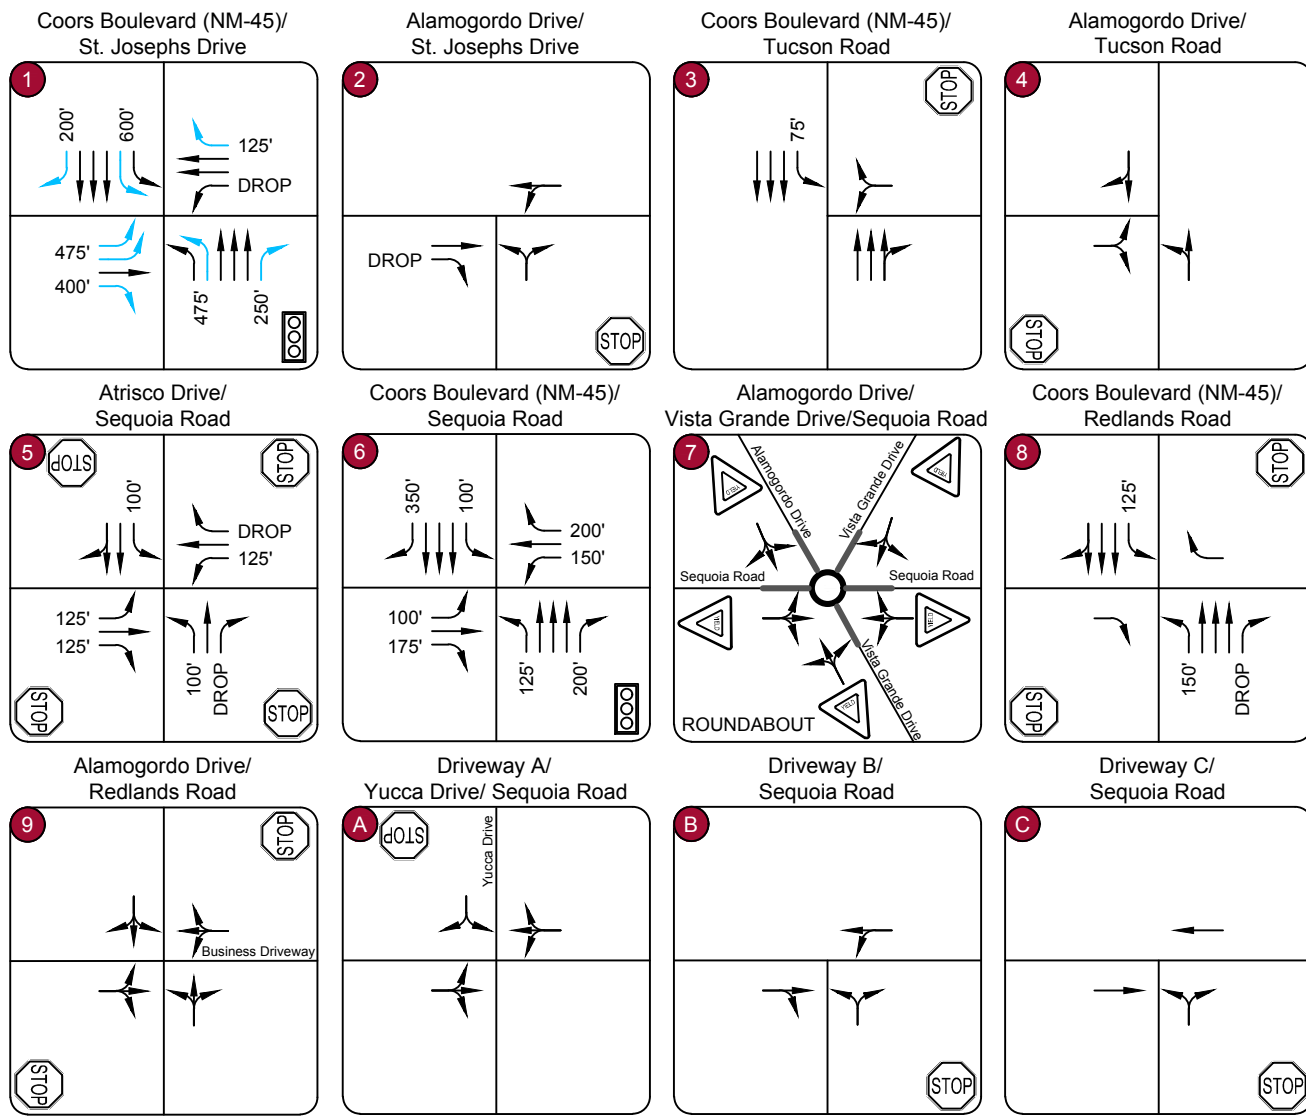 Coors Boulevard (NM-45)/
St. Josephs Drive
1
200'
600'
125'
DROP
475'
400'
475'
250'
Alamogordo Drive/
St. Josephs Drive
2
DROP
STOP
Coors Boulevard (NM-45)/
Tucson Road
3
STOP
75'
Alamogordo Drive/
Tucson Road
4
STOP
Atrisco Drive/
Sequoia Road
5
STOP
STOP
100'
DROP
125'
125'
125'
100'
DROP
STOP
STOP
Coors Boulevard (NM-45)/
Sequoia Road
6
350'
100'
200'
150'
100'
175'
125'
200'
Alamogordo Drive/
Vista Grande Drive/Sequoia Road
7
YIELD
Alamogordo Drive
Vista Grande Drive
YIELD
Sequoia Road
Sequoia Road
YIELD
YIELD
Vista Grande Drive
YIELD
ROUNDABOUT
Coors Boulevard (NM-45)/
Redlands Road
8
STOP
125'
150'
DROP
STOP
Alamogordo Drive/
Redlands Road
9
STOP
Business Driveway
STOP
Driveway A/
Yucca Drive/ Sequoia Road
A
STOP
Yucca Drive
Driveway B/
Sequoia Road
B
STOP
Driveway C/
Sequoia Road
C
STOP